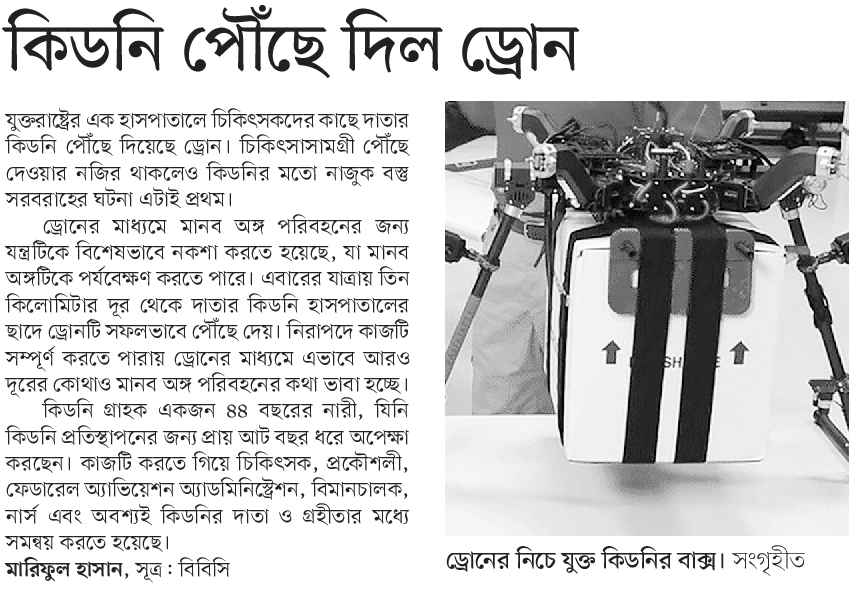 কিডনি পৌঁছে দিল ড্রোন
যুক্তরাষ্ট্রের এক হাসপাতালে চিকিৎসকদের কাছে দাতার
কিডনি পৌঁছে দিয়েছে ড্রোন। চিকিৎসাসামগ্রী পৌঁছে
দেওয়ার নজির থাকলেও কিডনির মতো নাজুক বস্তু
সরবরাহের ঘটনা এটাই প্রথম।
ড্রোনের মাধ্যমে মানব অঙ্গ পরিবহনের জন্য
যন্ত্রটিকে বিশেষভাবে নকশা করতে হয়েছে, যা মানব
অঙ্গটিকে পর্যবেক্ষণ করতে পারে। এবারের যাত্রায় তিন
কিলোমিটার দূর থেকে দাতার কিডনি হাসপাতালের
ছাদে ড্রোনটি সফলভাবে পৌঁছে দেয়। নিরাপদে কাজটি
সম্পূর্ণ করতে পারায় ড্রোনের মাধ্যমে এভাবে আরও
দূরের কোথাও মানব অঙ্গ পরিবহনের কথা ভাবা হচ্ছে।
কিডনি গ্রাহক একজন ৪৪ বছরের নারী, যিনি
কিডনি প্রতিস্থাপনের জন্য প্রায় আট বছর ধরে অপেক্ষা
করছেন। কাজটি করতে গিয়ে চিকিৎসক, প্রকৌশলী,
ফেডারেল অ্যাভিয়েশন অ্যাডমিনিস্ট্রেশন, বিমানচালক,
নার্স এবং অবশ্যই কিডনির দাতা ও গ্রহীতার মধ্যে
সমন্বয় করতে হয়েছে।
মারিফুল হাসান, সূত্র : বিবিসি
ড্রোনের নিচে যুক্ত কিডনির বাক্স। সংগৃহীত